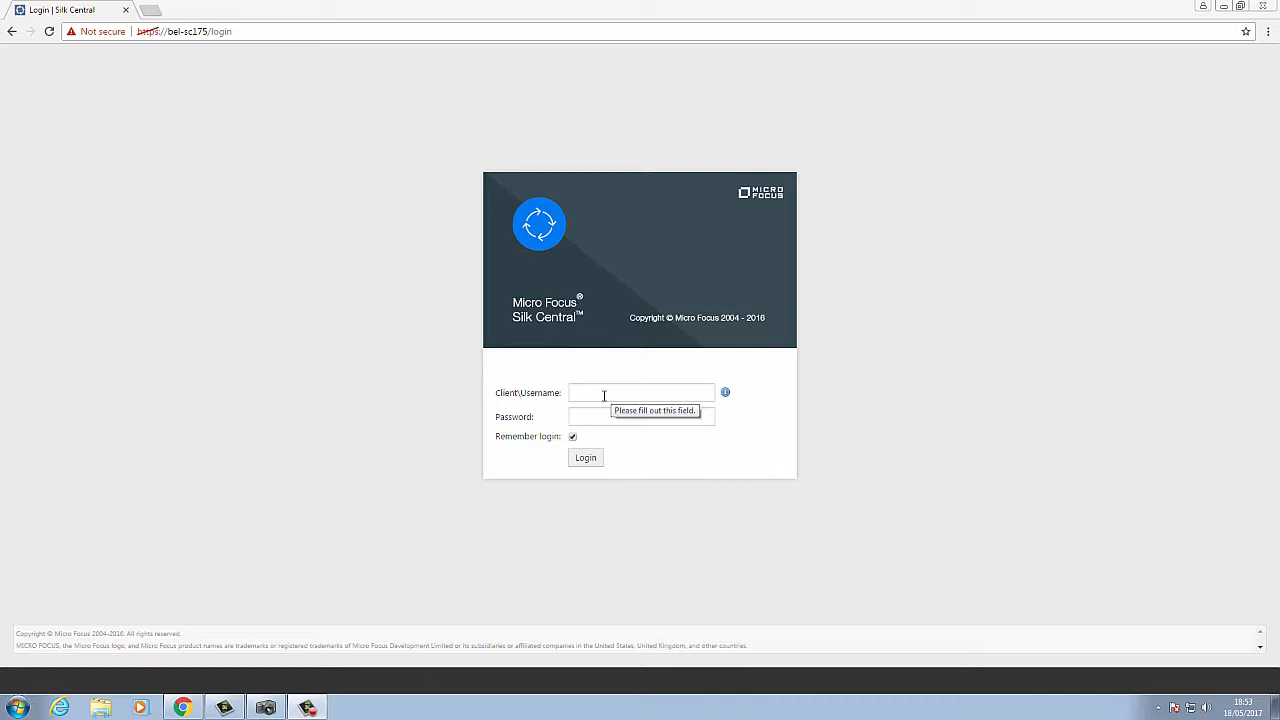 Login | Silk Central
Not secure | https://bel-sc175/login
MICRO
FOCUS
Micro Focus®
Silk Central™
Copyright © Micro Focus 2004 - 2016
Client\Username:
Please fill out this field.
Password:
Remember login:
Login
Copyright © Micro Focus 2004-2016. All rights reserved.
MICRO FOCUS, the Micro Focus logo, and Micro Focus product names are trademarks or registered trademarks of Micro Focus Development Limited or its subsidiaries or affiliated companies in the United States, United Kingdom, and other countries.
18:53
18/05/2017